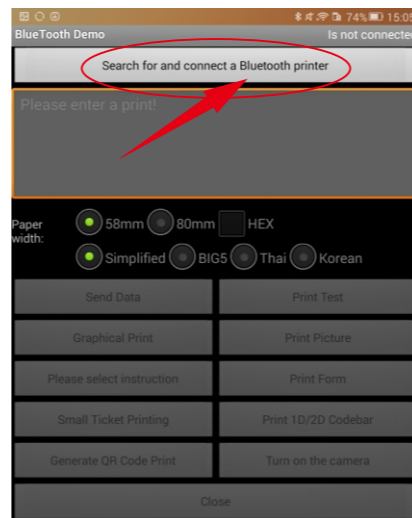 74% 15:05
BlueTooth Demo Is not connected
Search for and connect a Bluetooth printer
Please enter a print!
Paper width: 58mm 80mm HEX
Simplified BIG5 Thai Korean
Send Data Print Test
Graphical Print Print Picture
Please select instruction Print Form
Small Ticket Printing Print 1D/2D Codebar
Generate QR Code Print Turn on the camera
Close